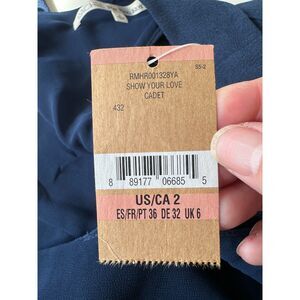 SS-2
RMHR001328YA
SHOW YOUR LOVE
CADET
432
8 89177 06685 5
US/CA 2
ES/FR/PT 36 DE 32 UK 6